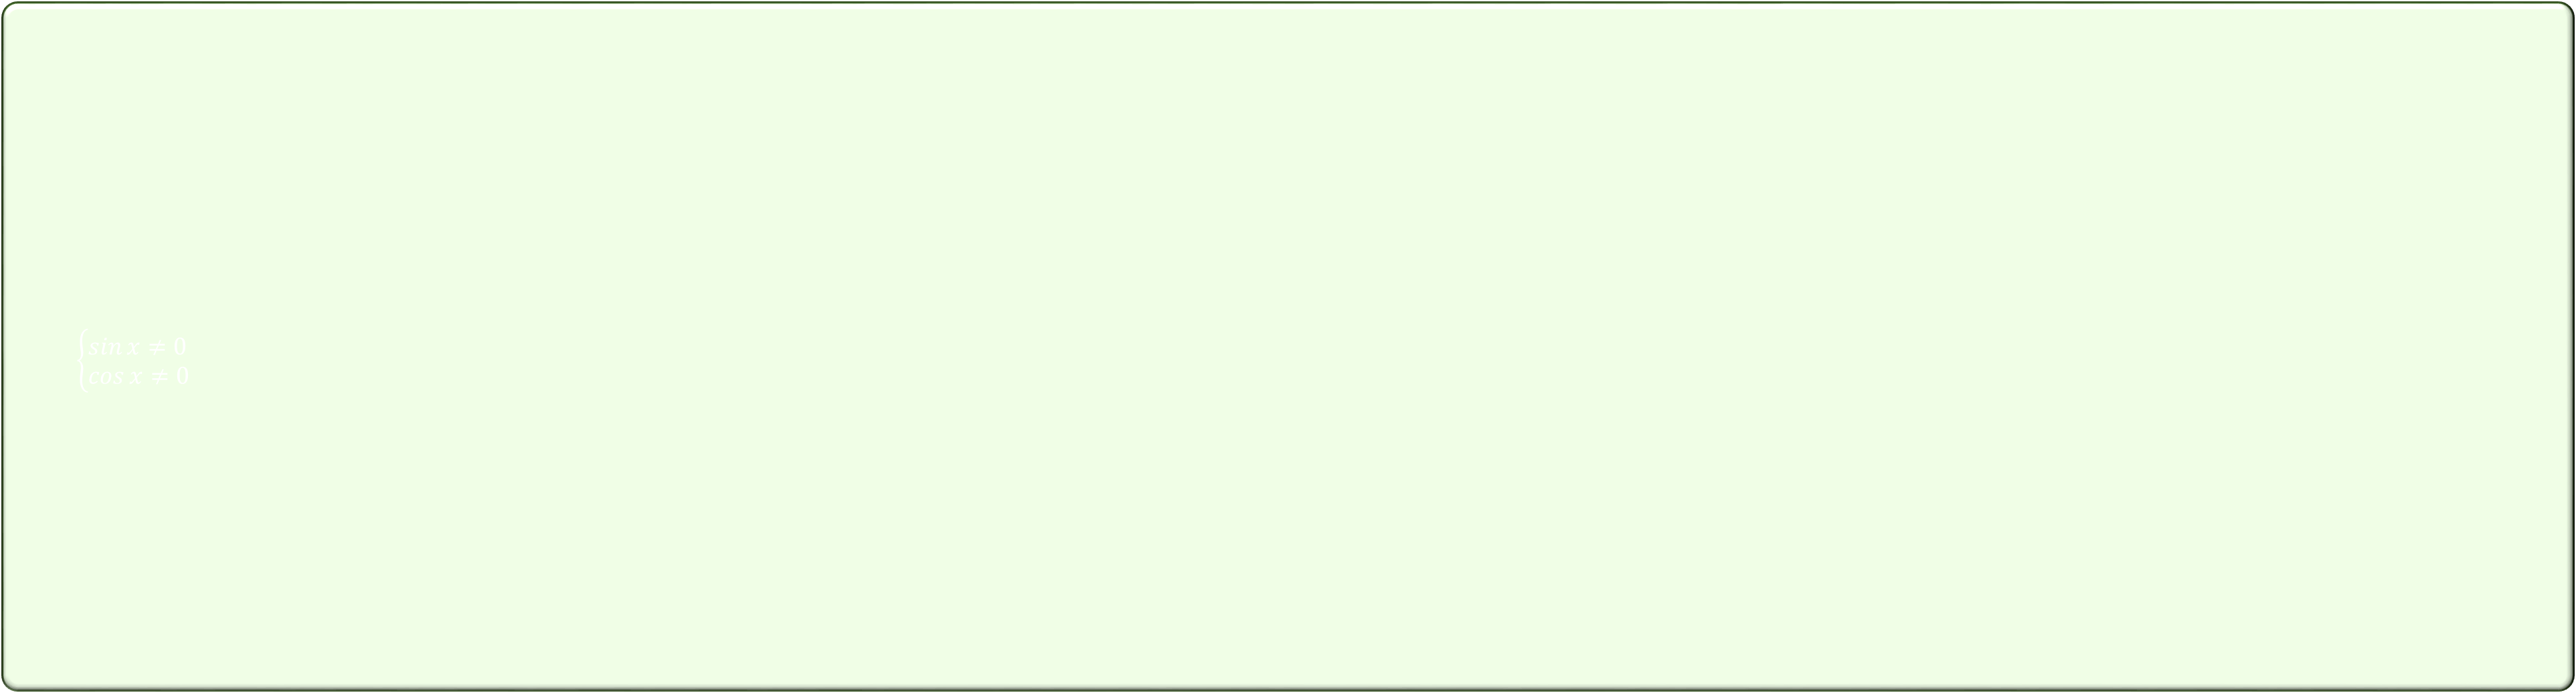 {sin x ≠ 0
{cos x ≠ 0